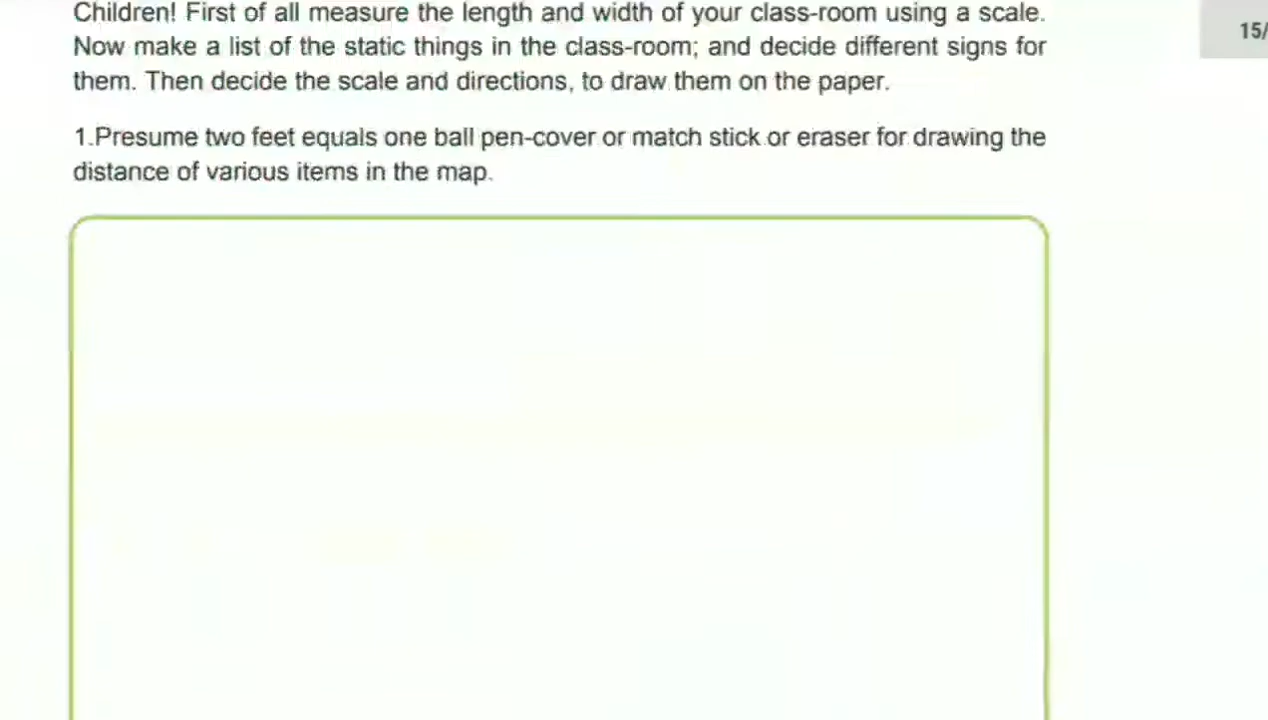 Children! First of all measure the length and width of your class-room using a scale.
Now make a list of the static things in the class-room; and decide different signs for
them. Then decide the scale and directions, to draw them on the paper.
1.Presume two feet equals one ball pen-cover or match stick or eraser for drawing the
distance of various items in the map.
15/